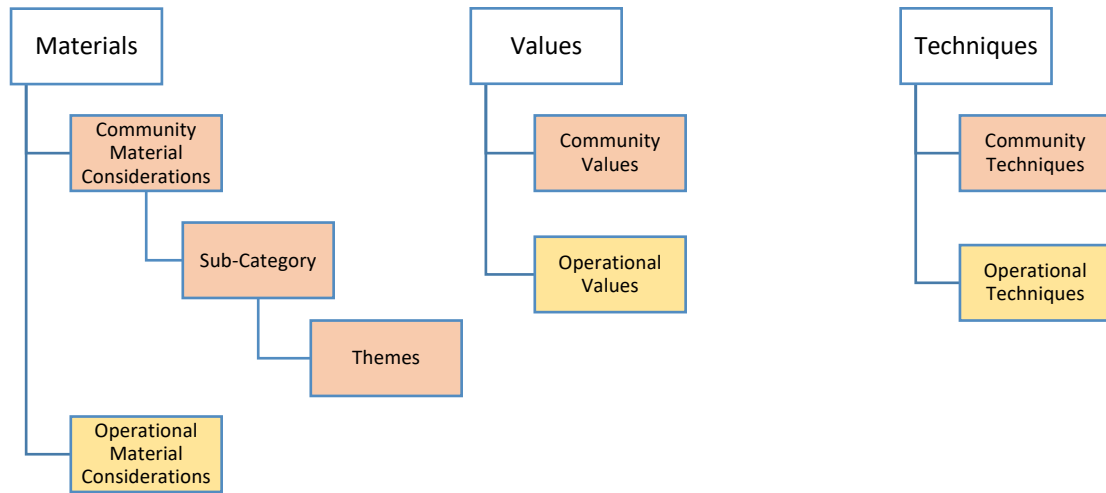 Materials
Community
Material
Considerations
Sub-Category
Themes
Operational
Material
Considerations
Values
Community
Values
Operational
Values
Techniques
Community
Techniques
Operational
Techniques